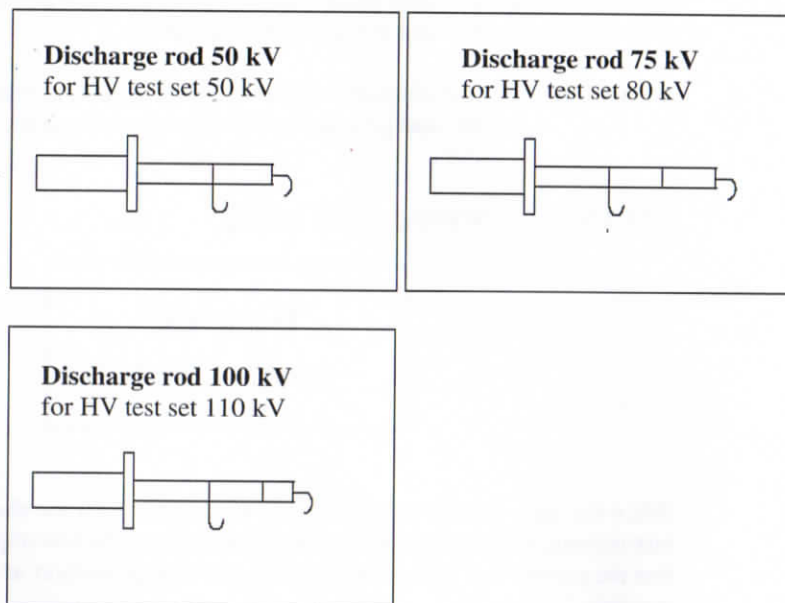 Discharge rod 50 kV
for HV test set 50 kV
Discharge rod 75 kV
for HV test set 80 kV
Discharge rod 100 kV
for HV test set 110 kV